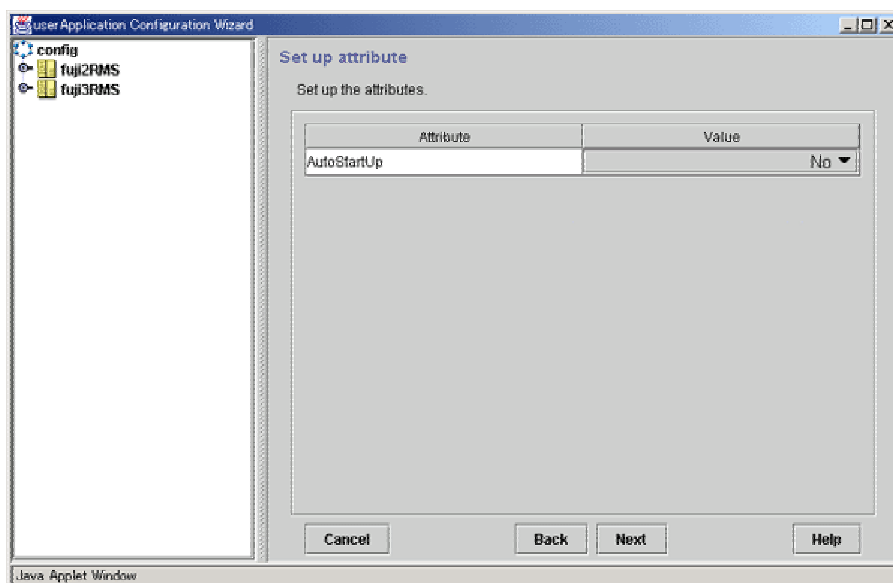 userApplication Configuration Wizard
config
fuji2RMS
fuji3RMS
Set up attribute
Set up the attributes.
Attribute Value
AutoStartUp No
Cancel Back Next Help
Java Applet Window